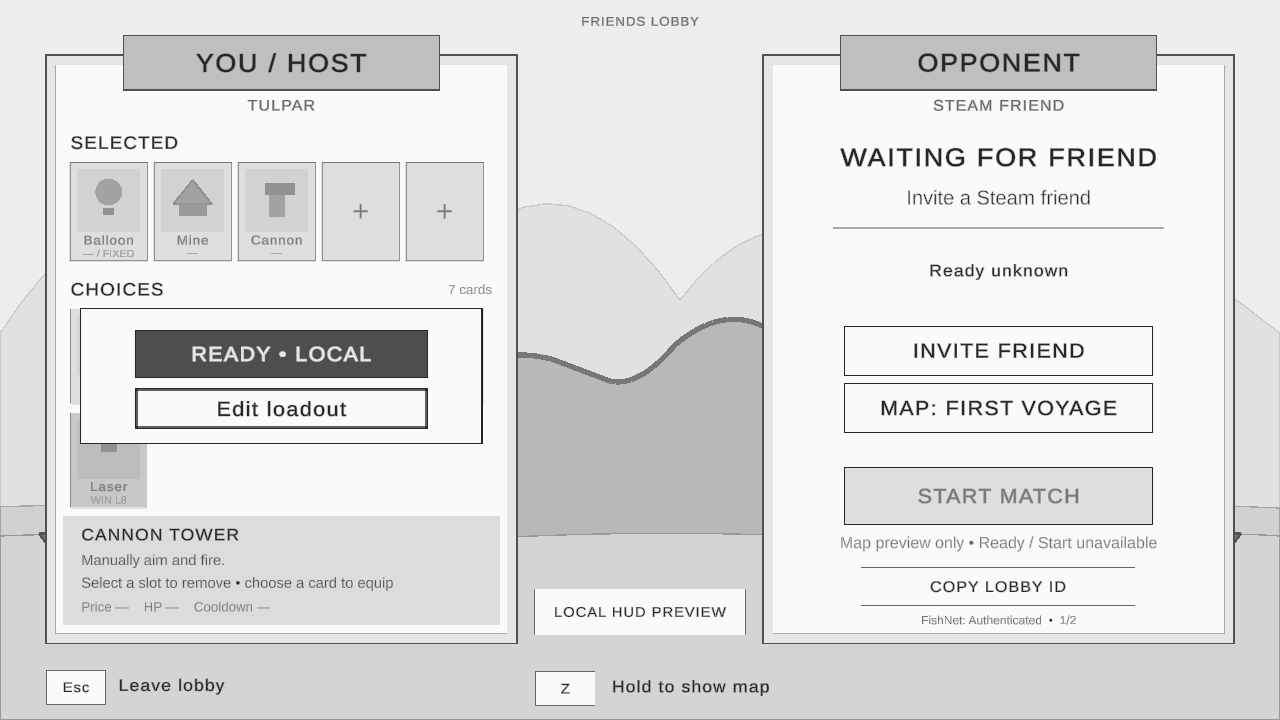 FRIENDS LOBBY
YOU / HOST
TULPAR
SELECTED
Balloon
— / FIXED
Mine
—
Cannon
—
+
+
CHOICES
7 cards
READY • LOCAL
Edit loadout
Laser
WIN L8
CANNON TOWER
Manually aim and fire.
Select a slot to remove • choose a card to equip
Price — HP — Cooldown —
OPPONENT
STEAM FRIEND
WAITING FOR FRIEND
Invite a Steam friend
Ready unknown
INVITE FRIEND
MAP: FIRST VOYAGE
START MATCH
Map preview only • Ready / Start unavailable
COPY LOBBY ID
FishNet: Authenticated • 1/2
LOCAL HUD PREVIEW
Esc Leave lobby
Z Hold to show map